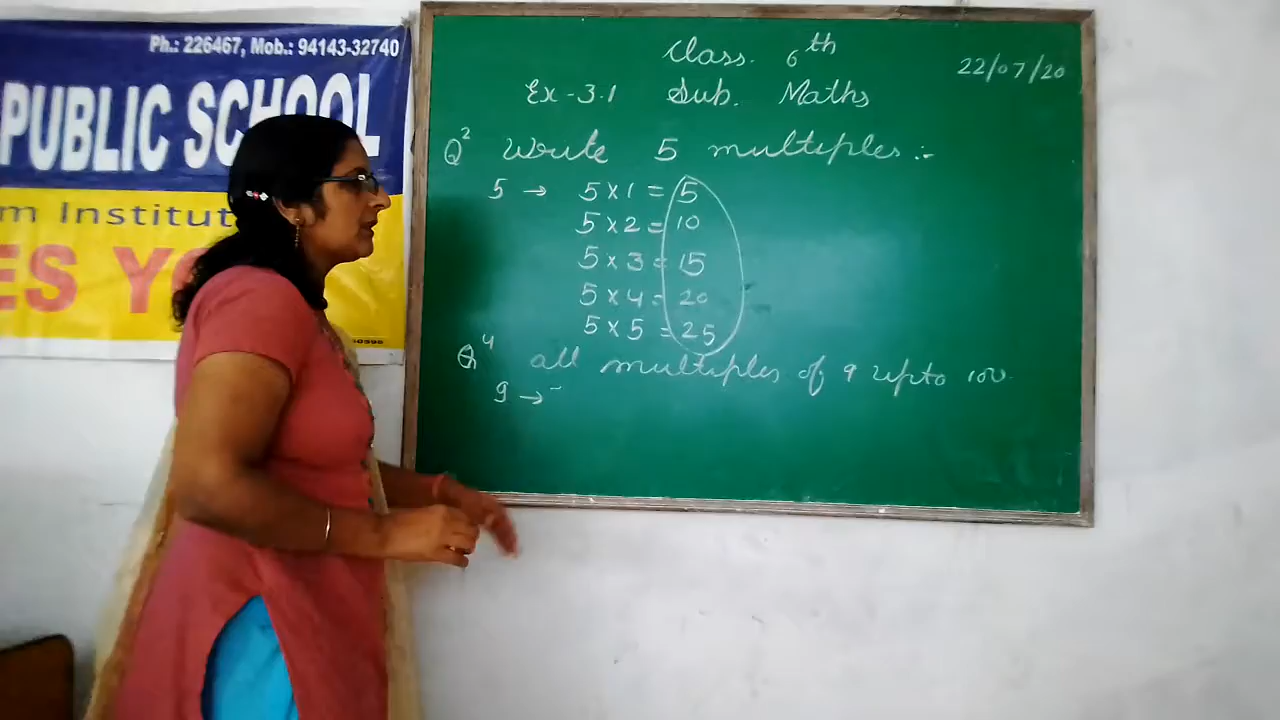 Ph.: 226467, Mob.: 94143-32740
PUBLIC SCHOOL
m Institut
ES Y
Class. 6th
22/07/20
Ex-3.1 Sub. Maths
Q2 Write 5 multiples :-
5 → 5×1 = 5
5×2 = 10
5×3 = 15
5×4 = 20
5×5 = 25
Q4 all multiples of 9 upto 100.
9 →